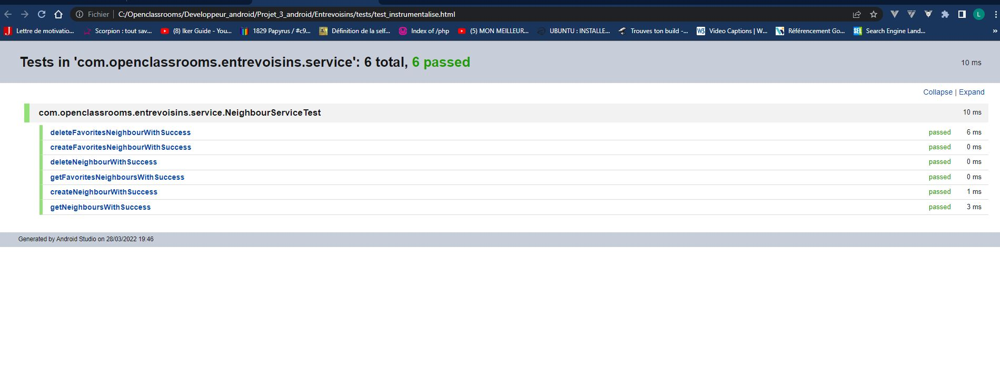 Fichier C:/Openclassrooms/Developpeur_android/Projet_3_android/Entrevoisins/tests/test_instrumentalise.html L
Lettre de motivatio... Scorpion : tout sav... (8) Iker Guide - You... 1829 Papyrus / #c9... Définition de la self... Index of /php (5) MON MEILLEUR... UBUNTU : INSTALLE... Trouves ton build -... W3 Video Captions | W... Référencement Go... SEL Search Engine Land... »
Tests in 'com.openclassrooms.entrevoisins.service': 6 total, 6 passed 10 ms
Collapse | Expand
com.openclassrooms.entrevoisins.service.NeighbourServiceTest 10 ms
deleteFavoritesNeighbourWithSuccess passed 6 ms
createFavoritesNeighbourWithSuccess passed 0 ms
deleteNeighbourWithSuccess passed 0 ms
getFavoritesNeighboursWithSuccess passed 0 ms
createNeighbourWithSuccess passed 1 ms
getNeighboursWithSuccess passed 3 ms
Generated by Android Studio on 28/03/2022 19:46